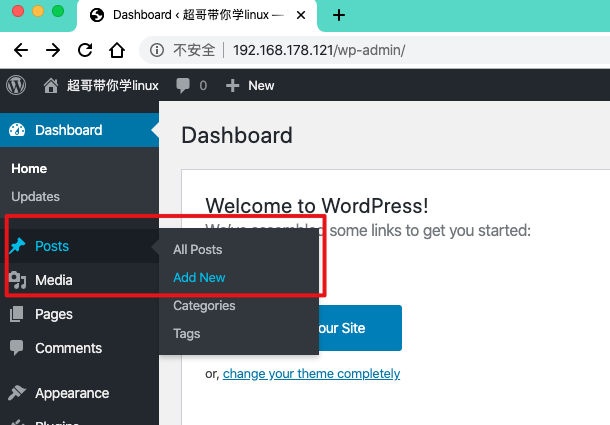 Dashboard ‹ 超哥带你学linux —
不安全 | 192.168.178.121/wp-admin/
超哥带你学linux 0 New
Dashboard
Home
Updates
Posts
Media
Pages
Comments
Appearance
Plugins
All Posts
Add New
Categories
Tags
Dashboard
Welcome to WordPress!
We've assembled some links to get you started:
our Site
or, change your theme completely